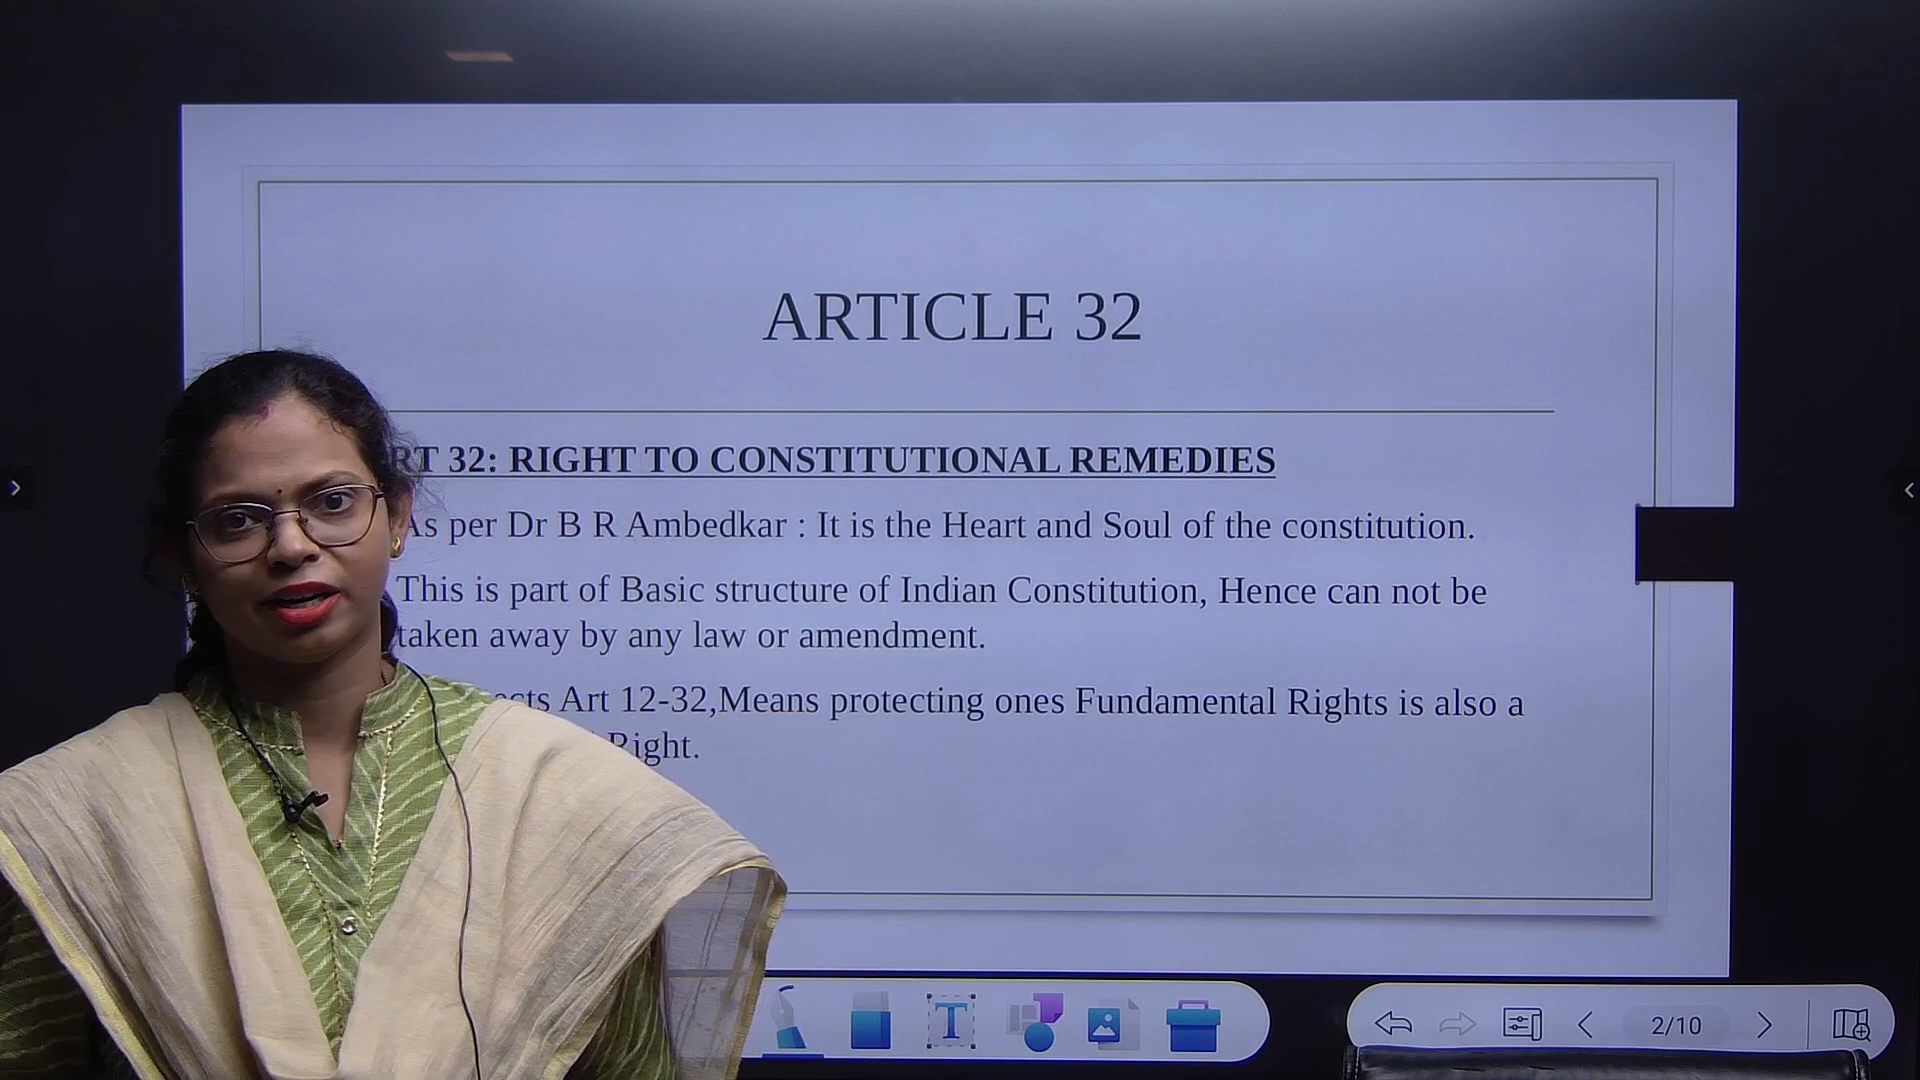 ARTICLE 32
RT 32: RIGHT TO CONSTITUTIONAL REMEDIES
As per Dr B R Ambedkar : It is the Heart and Soul of the constitution.
This is part of Basic structure of Indian Constitution, Hence can not be
taken away by any law or amendment.
Art 12-32,Means protecting ones Fundamental Rights is also a
Right.
T
2/10